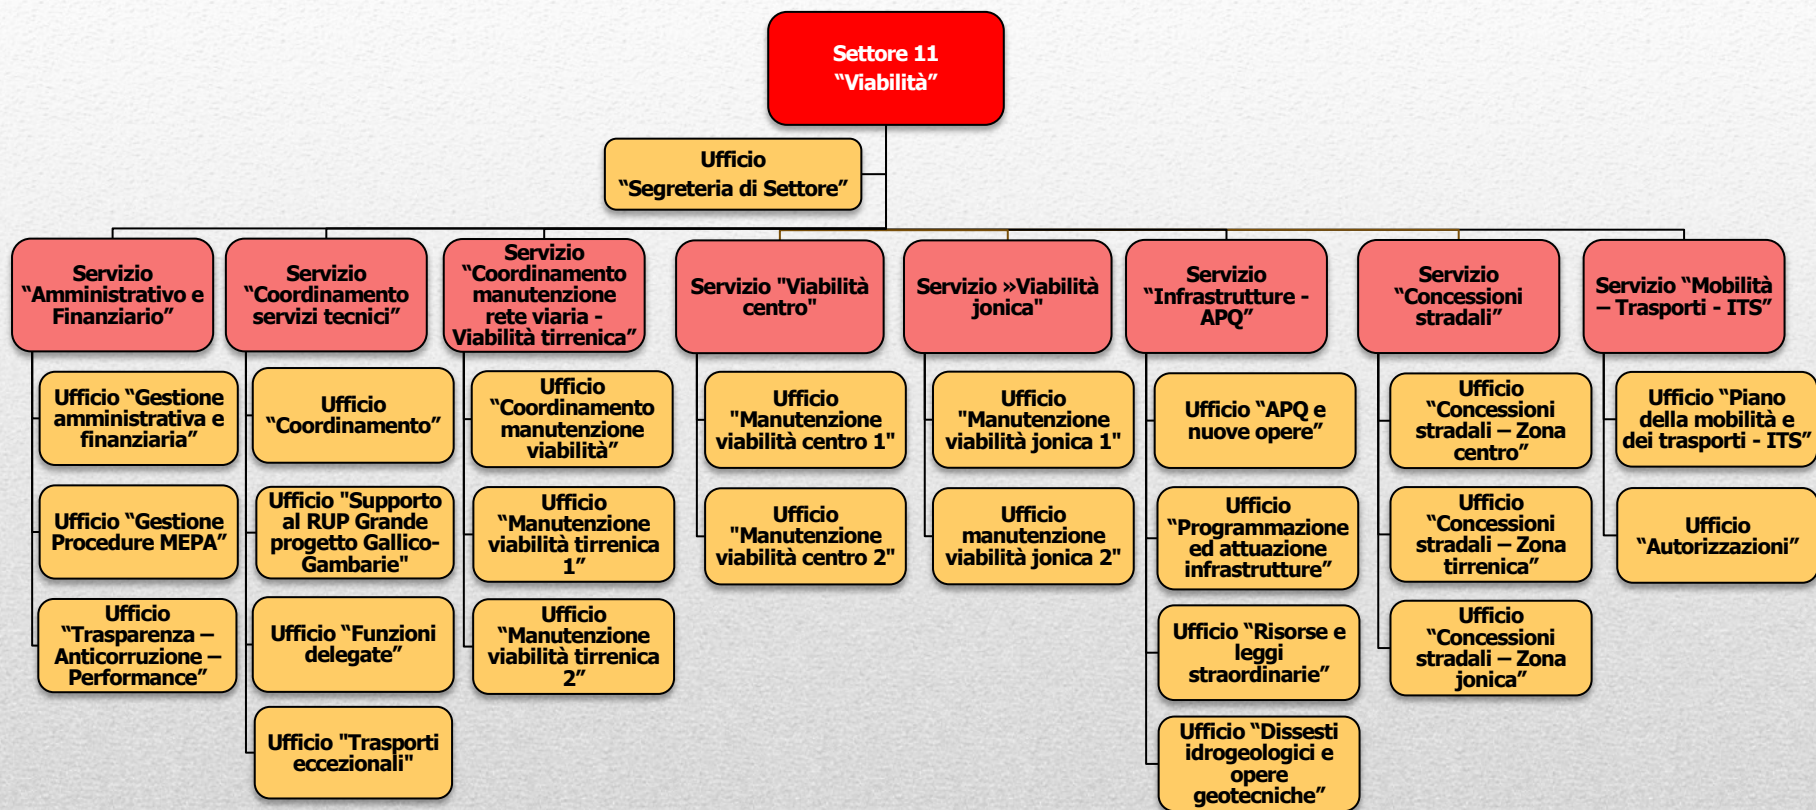 Settore 11
“Viabilità”
Ufficio
“Segreteria di Settore”
Servizio
“Amministrativo e
Finanziario”
Servizio
“Coordinamento
servizi tecnici”
Servizio
“Coordinamento
manutenzione
rete viaria -
Viabilità tirrenica”
Servizio "Viabilità
centro"
Servizio »Viabilità
jonica"
Servizio
“Infrastrutture -
APQ”
Servizio
“Concessioni
stradali”
Servizio “Mobilità
– Trasporti - ITS”
Ufficio “Gestione
amministrativa e
finanziaria”
Ufficio “Gestione
Procedure MEPA”
Ufficio
“Trasparenza –
Anticorruzione –
Performance”
Ufficio
“Coordinamento”
Ufficio "Supporto
al RUP Grande
progetto Gallico-
Gambarie"
Ufficio “Funzioni
delegate”
Ufficio "Trasporti
eccezionali"
Ufficio
“Coordinamento
manutenzione
viabilità”
Ufficio
“Manutenzione
viabilità tirrenica
1”
Ufficio
“Manutenzione
viabilità tirrenica
2”
Ufficio
"Manutenzione
viabilità centro 1"
Ufficio
"Manutenzione
viabilità centro 2"
Ufficio
"Manutenzione
viabilità jonica 1"
Ufficio
manutenzione
viabilità jonica 2"
Ufficio “APQ e
nuove opere”
Ufficio
“Programmazione
ed attuazione
infrastrutture”
Ufficio “Risorse e
leggi
straordinarie”
Ufficio “Dissesti
idrogeologici e
opere
geotecniche”
Ufficio
“Concessioni
stradali – Zona
centro”
Ufficio
“Concessioni
stradali – Zona
tirrenica”
Ufficio
“Concessioni
stradali – Zona
jonica”
Ufficio “Piano
della mobilità e
dei trasporti - ITS”
Ufficio
“Autorizzazioni”